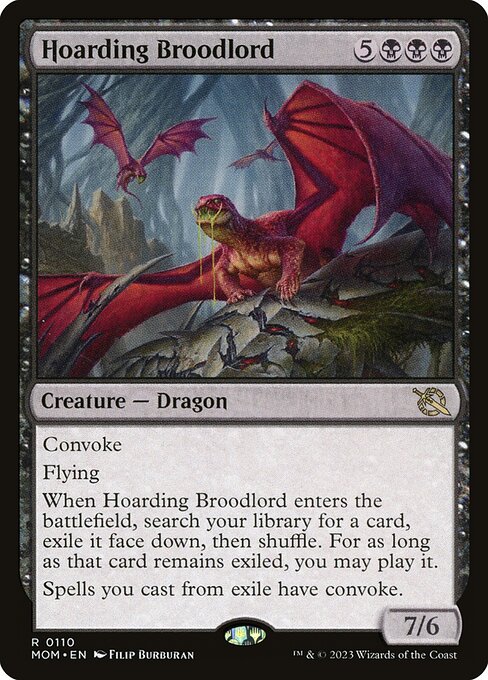 Hoarding Broodlord 5
Creature — Dragon
Convoke
Flying
When Hoarding Broodlord enters the
battlefield, search your library for a card,
exile it face down, then shuffle. For as long
as that card remains exiled, you may play it.
Spells you cast from exile have convoke.
7/6
R 0110
MOM • EN Filip Burburan
™ & © 2023 Wizards of the Coast